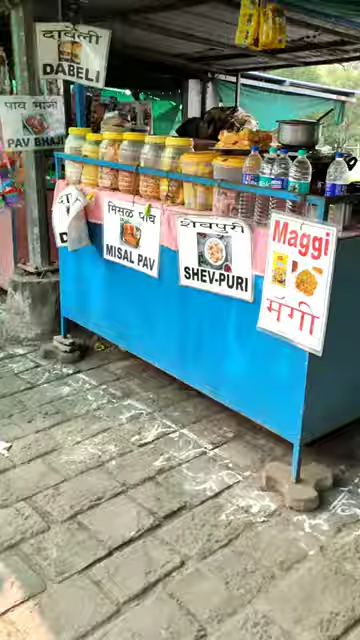 दाबेली
DABELI
पाव भाजी
PAV BHAJI
मिसळ पाव
MISAL PAV
शेवपुरी
SHEV-PURI
Maggi
मॅगी